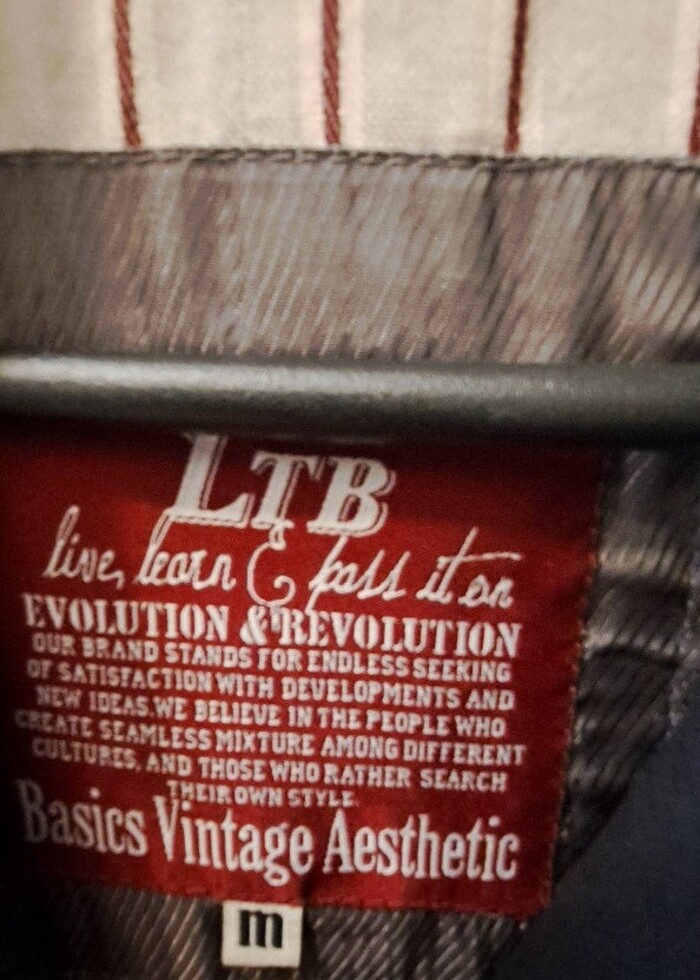 LTB
live, learn & pass it on
EVOLUTION & REVOLUTION
OUR BRAND STANDS FOR ENDLESS SEEKING
OF SATISFACTION WITH DEVELOPMENTS AND
NEW IDEAS.WE BELIEVE IN THE PEOPLE WHO
CREATE SEAMLESS MIXTURE AMONG DIFFERENT
CULTURES, AND THOSE WHO RATHER SEARCH
THEIR OWN STYLE.
Basics Vintage Aesthetic
m